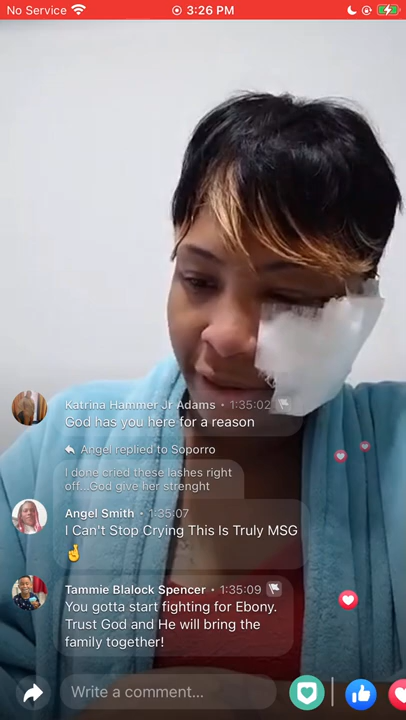 No Service 3:26 PM
Katrina Hammer Jr Adams • 1:35:02
God has you here for a reason
Angel replied to Soporro
I done cried these lashes right
off...God give her strenght
Angel Smith • 1:35:07
I Can't Stop Crying This Is Truly MSG
Tammie Blalock Spencer • 1:35:09
You gotta start fighting for Ebony.
Trust God and He will bring the
family together!
Write a comment...